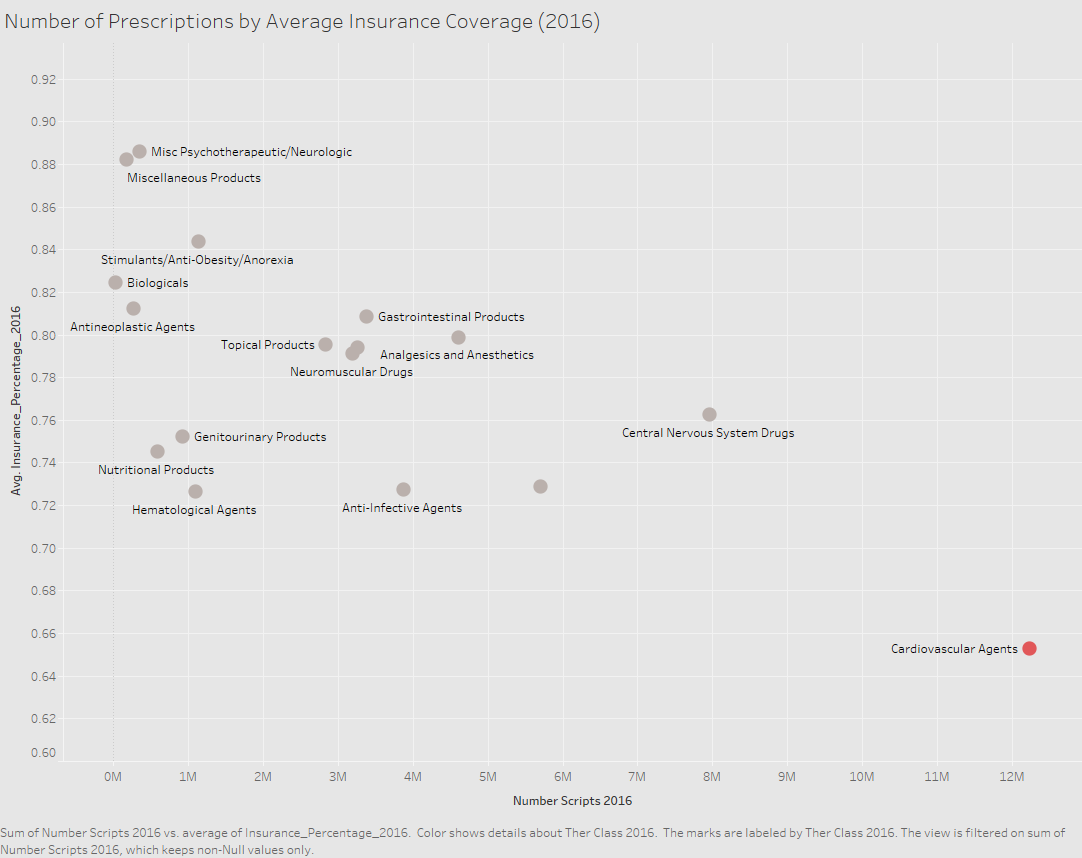 Number of Prescriptions by Average Insurance Coverage (2016)
0.92
0.90
Misc Psychotherapeutic/Neurologic
0.88
Miscellaneous Products
0.86
0.84
Stimulants/Anti-Obesity/Anorexia
Biologicals
0.82
Gastrointestinal Products
Antineoplastic Agents
0.80
Topical Products
Analgesics and Anesthetics
Neuromuscular Drugs
0.78
0.76
Central Nervous System Drugs
Genitourinary Products
0.74
Nutritional Products
0.72
Anti-Infective Agents
Hematological Agents
0.70
0.68
0.66
Cardiovascular Agents
0.64
0.62
0.60
Avg. Insurance_Percentage_2016
0M 1M 2M 3M 4M 5M 6M 7M 8M 9M 10M 11M 12M
Number Scripts 2016
Sum of Number Scripts 2016 vs. average of Insurance_Percentage_2016. Color shows details about Ther Class 2016. The marks are labeled by Ther Class 2016. The view is filtered on sum of
Number Scripts 2016, which keeps non-Null values only.